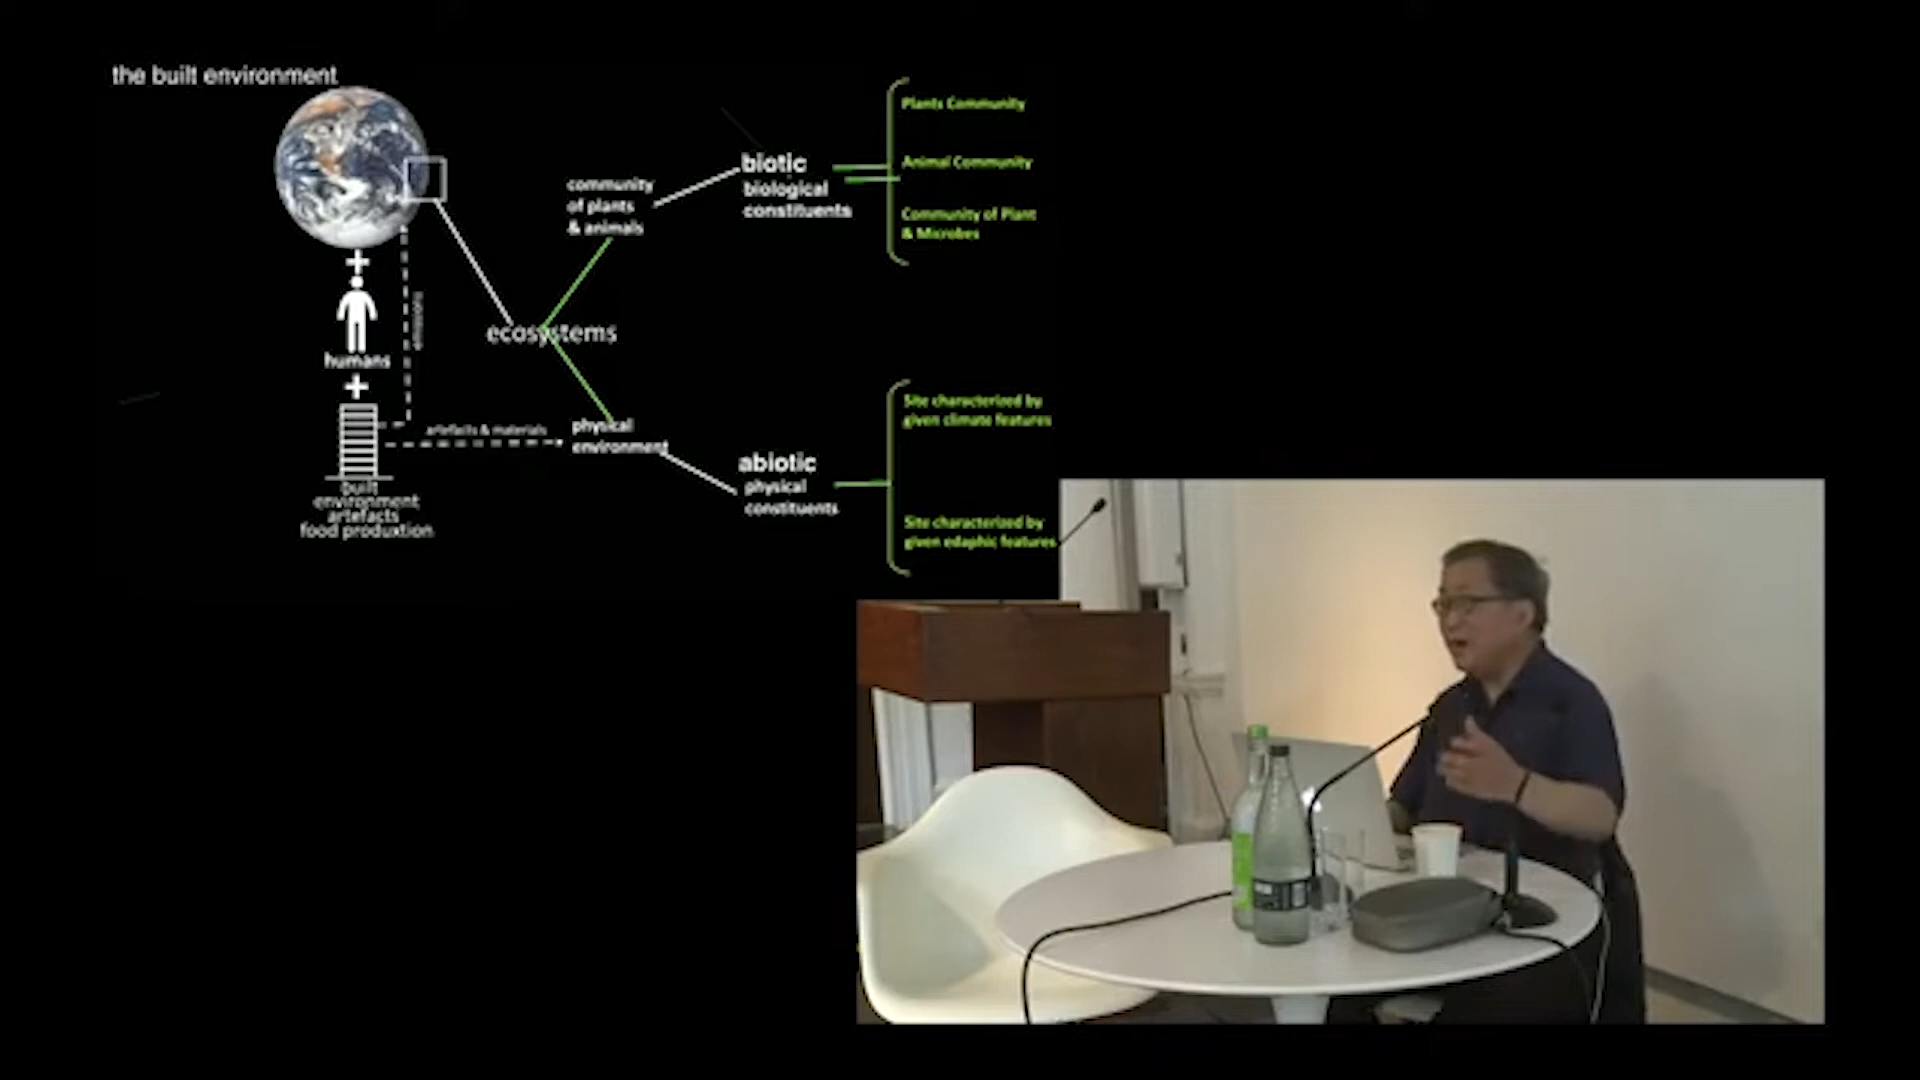 the built environment
humans
built
environment
artefacts
food produxtion
emissions
artefacts & materials
ecosystems
community
of plants
& animals
physical
environment
biotic
biological
constituents
abiotic
physical
constituents
Plants Community
Animal Community
Community of Plant
& Microbes
Site characterized by
given climate features
Site characterized by
given edaphic features